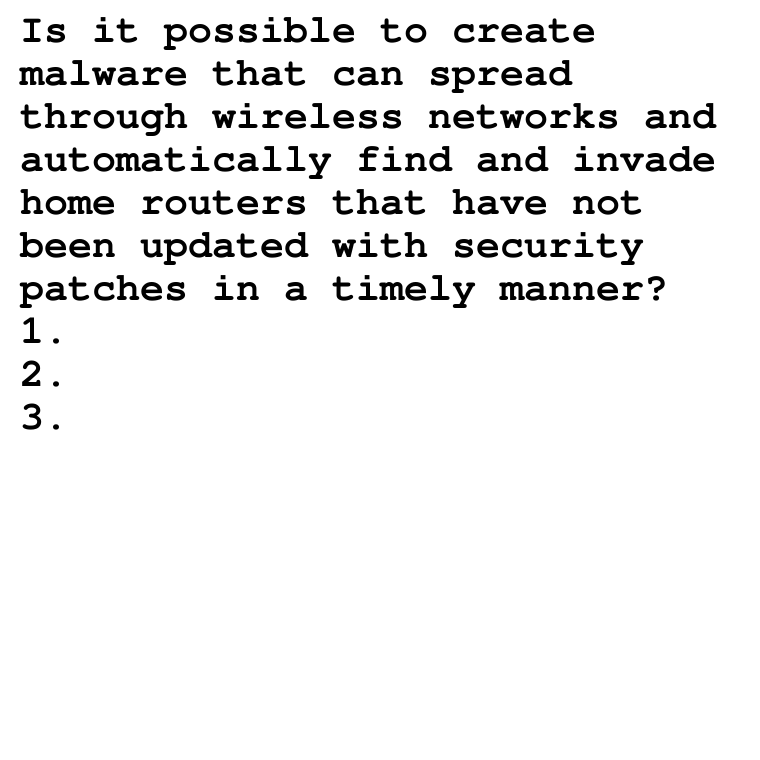 Is it possible to create
malware that can spread
through wireless networks and
automatically find and invade
home routers that have not
been updated with security
patches in a timely manner?
1.
2.
3.